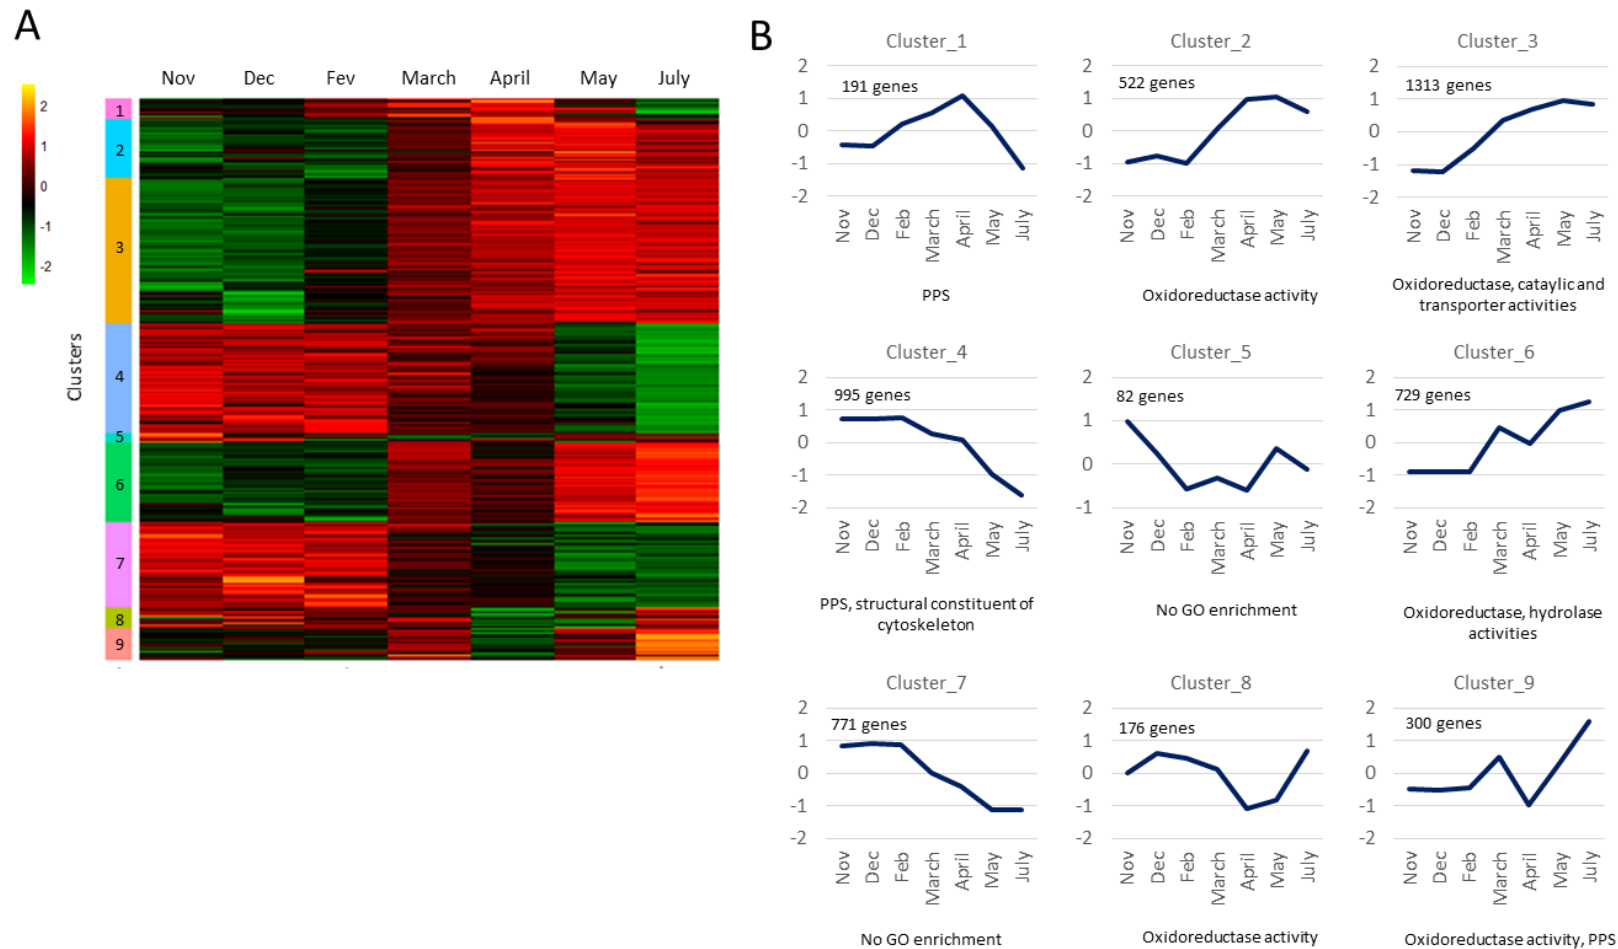 A
Nov Dec Fev March April May July
2
1
0
-1
-2
Clusters
1
2
3
4
5
6
7
8
9
B
Cluster_1
191 genes
2
1
0
-1
-2
Nov Dec Feb March April May July
PPS
Cluster_2
522 genes
2
1
0
-1
-2
Nov Dec Feb March April May July
Oxidoreductase activity
Cluster_3
1313 genes
2
1
0
-1
-2
Nov Dec Feb March April May July
Oxidoreductase, cataylic and
transporter activities
Cluster_4
995 genes
2
1
0
-1
-2
Nov Dec Feb March April May July
PPS, structural constituent of
cytoskeleton
Cluster_5
82 genes
2
1
0
-1
Nov Dec Feb March April May July
No GO enrichment
Cluster_6
729 genes
2
1
0
-1
-2
Nov Dec Feb March April May July
Oxidoreductase, hydrolase
activities
Cluster_7
771 genes
2
1
0
-1
-2
Nov Dec Feb March April May July
No GO enrichment
Cluster_8
176 genes
2
1
0
-1
-2
Nov Dec Feb March April May July
Oxidoreductase activity
Cluster_9
300 genes
2
1
0
-1
-2
Nov Dec Feb March April May July
Oxidoreductase activity, PPS